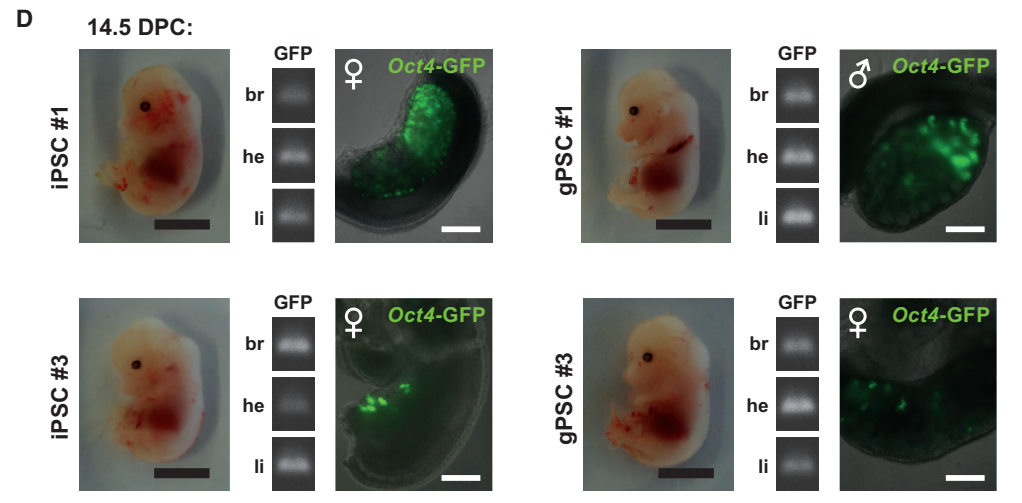 D
14.5 DPC:
iPSC #1
GFP
br
he
li
♀ Oct4-GFP
gPSC #1
GFP
br
he
li
♂ Oct4-GFP
iPSC #3
GFP
br
he
li
♀ Oct4-GFP
gPSC #3
GFP
br
he
li
♀ Oct4-GFP